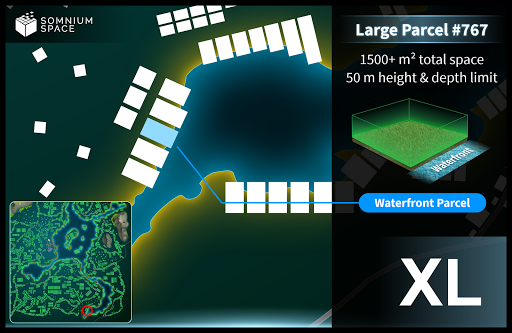 SOMNIUM
SPACE
Large Parcel #767
1500+ m² total space
50 m height & depth limit
Waterfront
Waterfront Parcel
XL